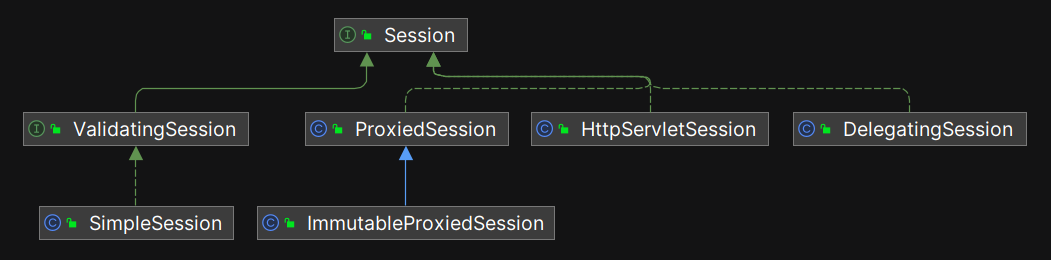 Session
ValidatingSession
ProxiedSession
HttpServletSession
DelegatingSession
SimpleSession
ImmutableProxiedSession